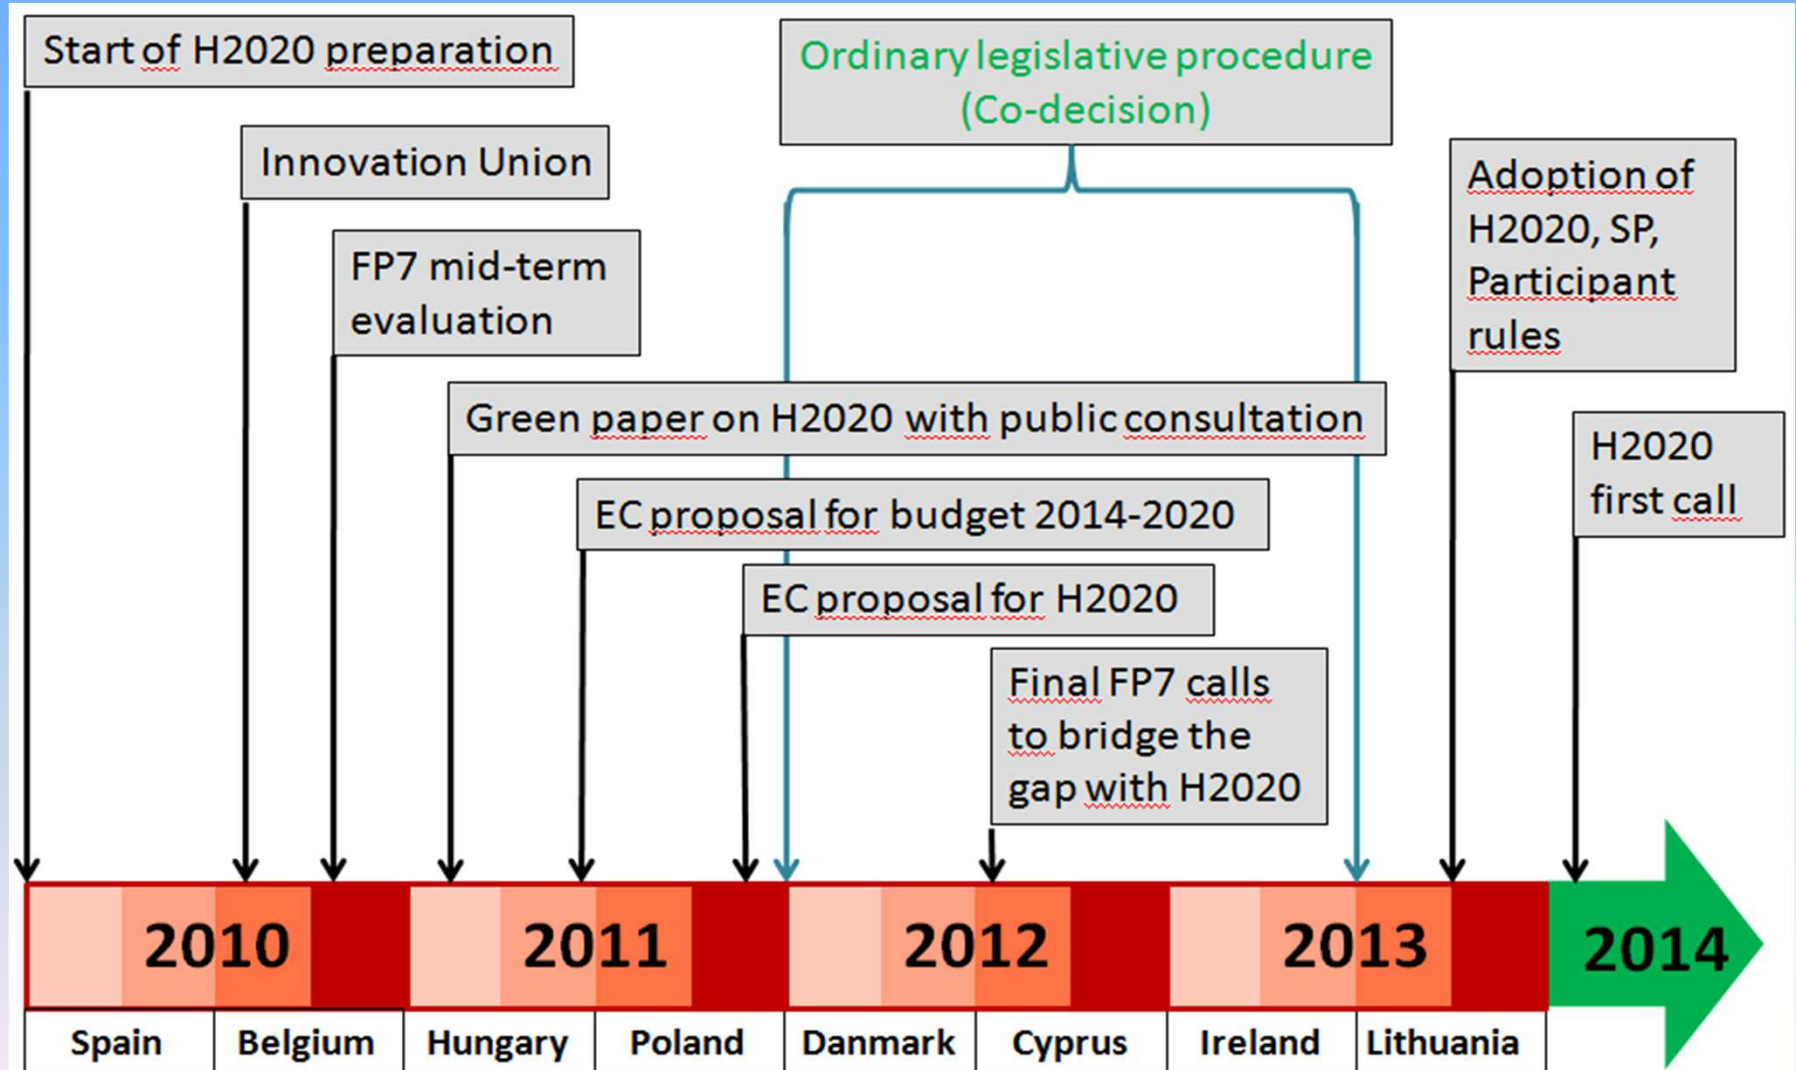 Start of H2020 preparation
Ordinary legislative procedure
(Co-decision)
Innovation Union
Adoption of
H2020, SP,
Participant
rules
FP7 mid-term
evaluation
Green paper on H2020 with public consultation
H2020
first call
EC proposal for budget 2014-2020
EC proposal for H2020
Final FP7 calls
to bridge the
gap with H2020
2010 2011 2012 2013 2014
Spain Belgium Hungary Poland Danmark Cyprus Ireland Lithuania